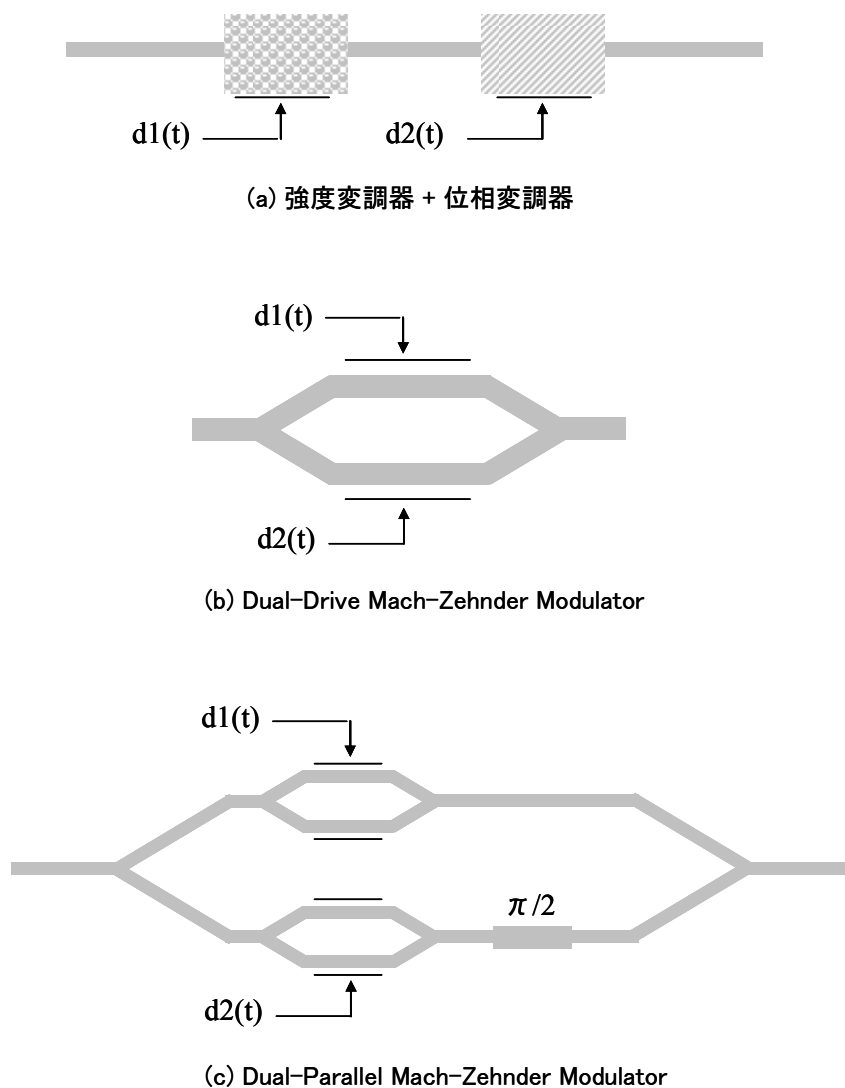 d1(t)
d2(t)
(a) 強度変調器 + 位相変調器
d1(t)
d2(t)
(b) Dual-Drive Mach-Zehnder Modulator
d1(t)
π/2
d2(t)
(c) Dual-Parallel Mach-Zehnder Modulator